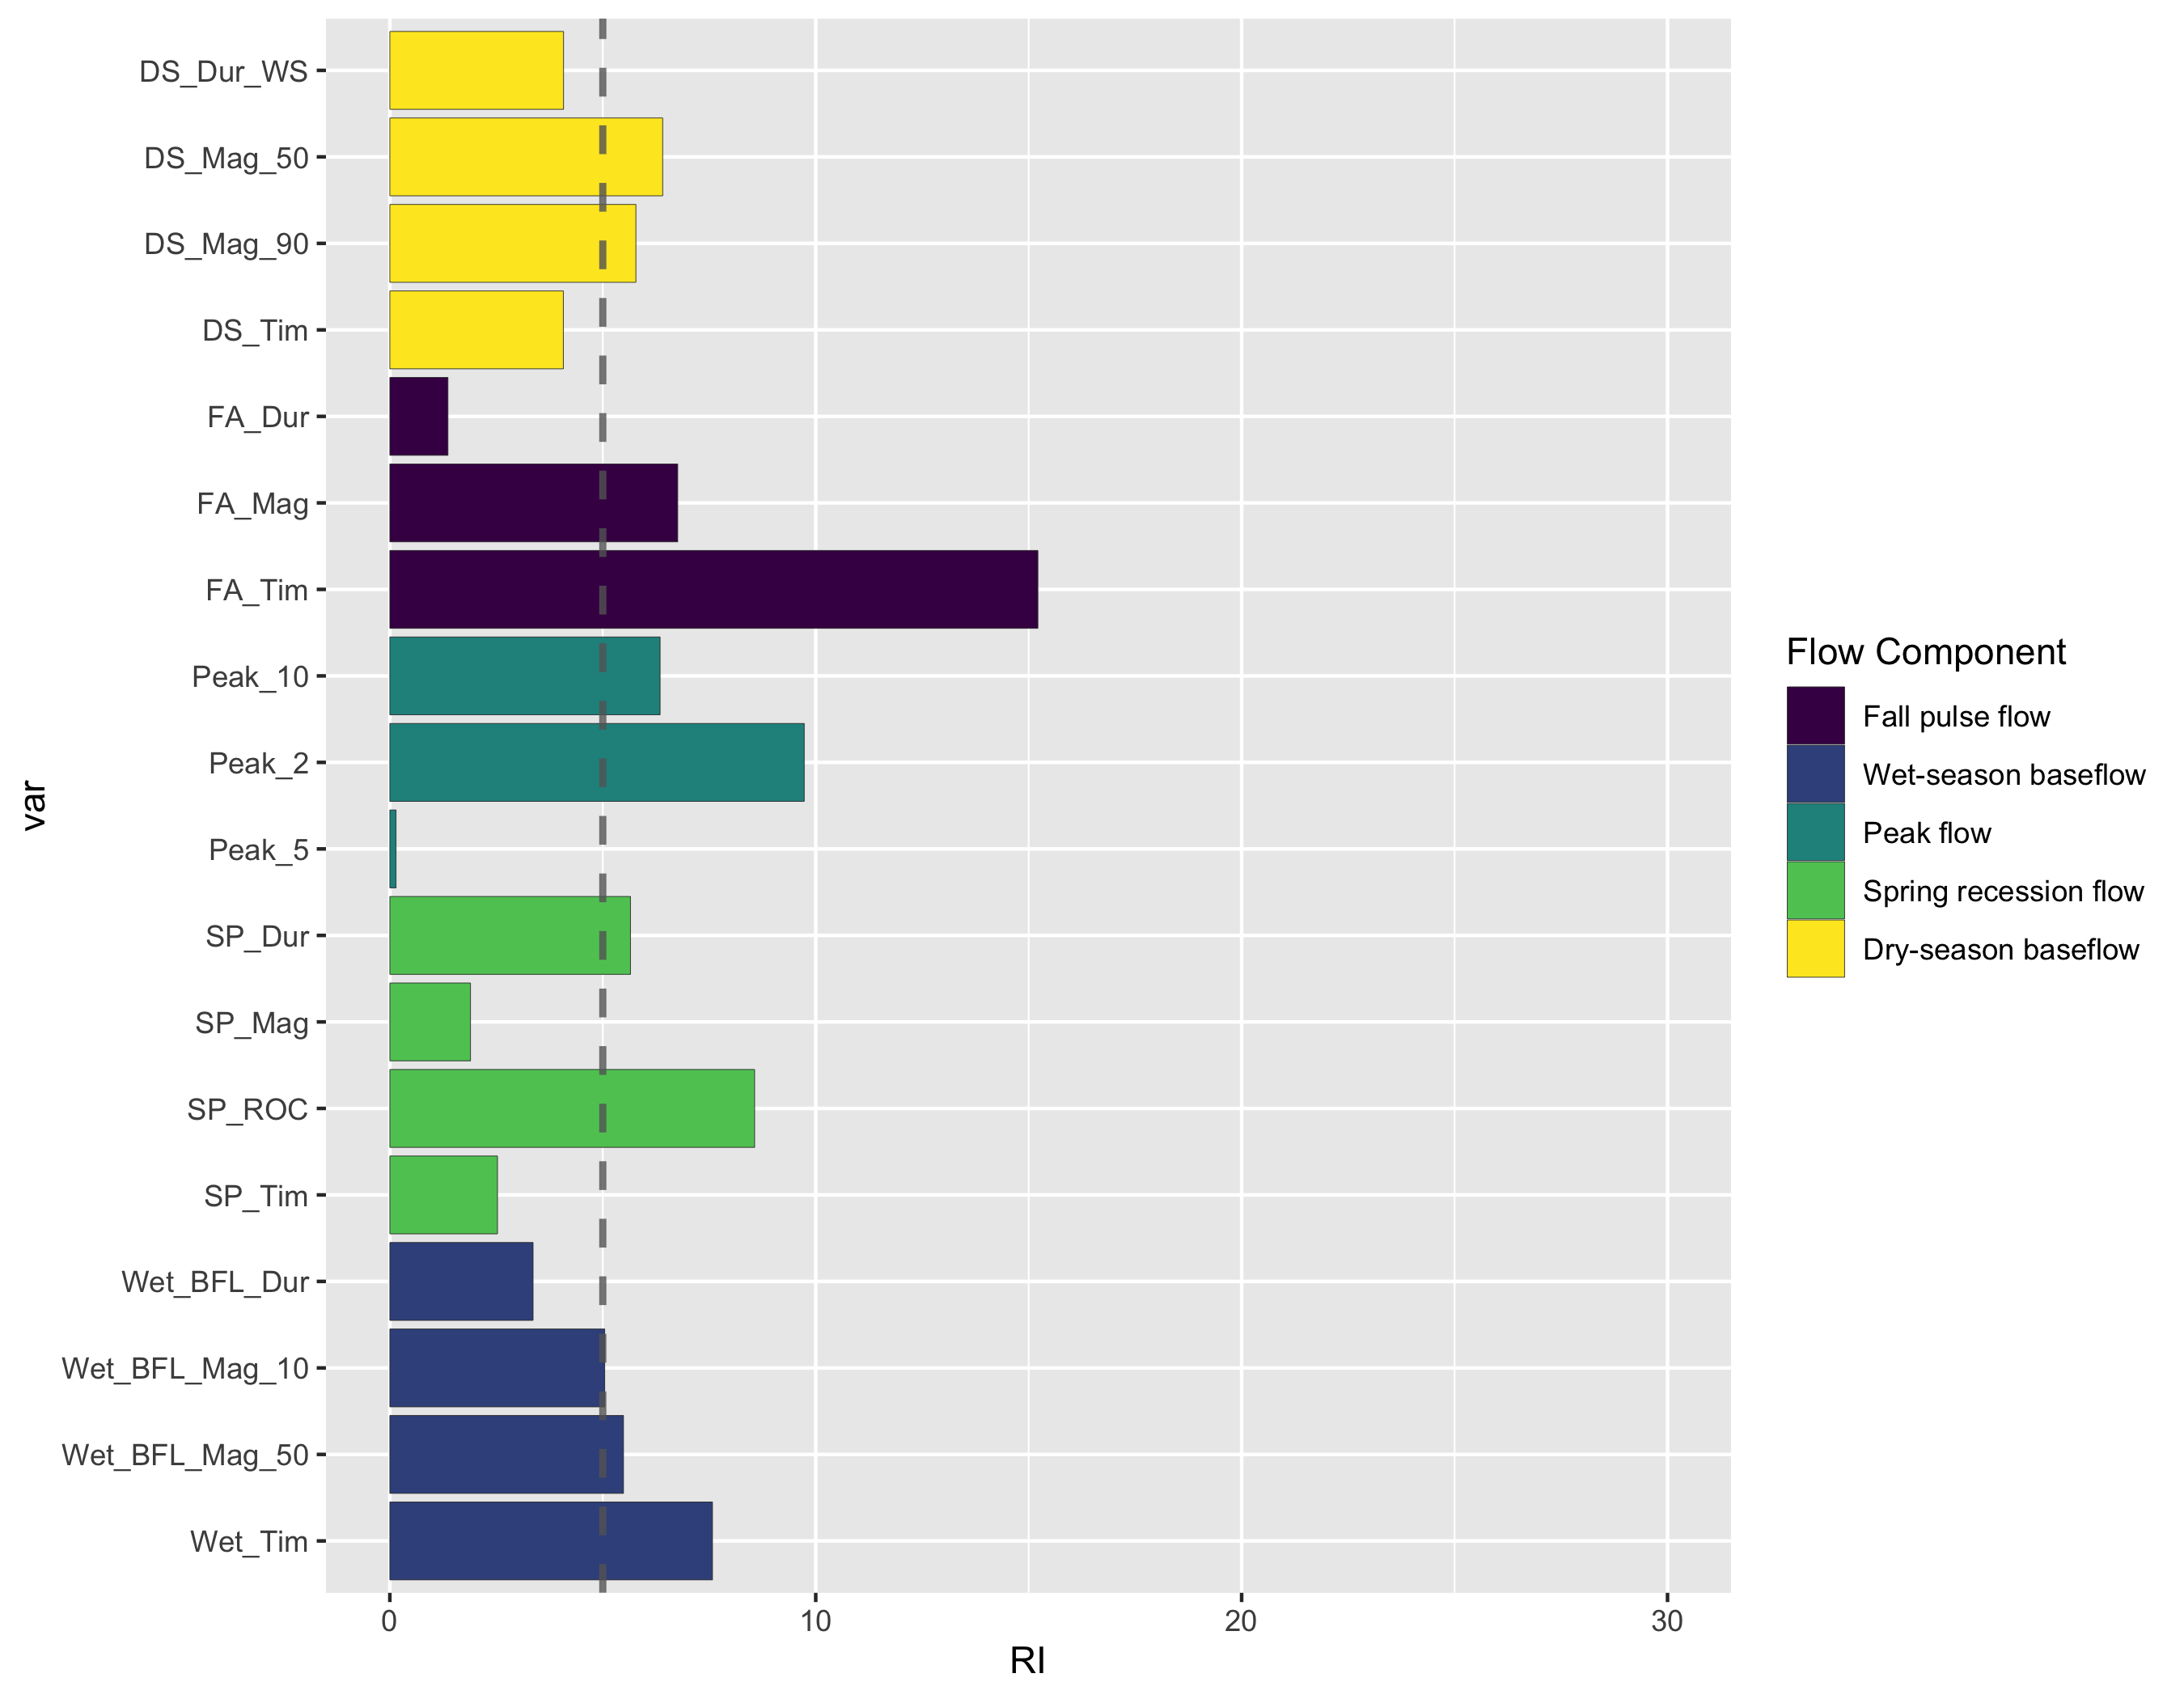 DS_Dur_WS
DS_Mag_50
DS_Mag_90
DS_Tim
FA_Dur
FA_Mag
FA_Tim
Peak_10
Peak_2
Peak_5
SP_Dur
SP_Mag
SP_ROC
SP_Tim
Wet_BFL_Dur
Wet_BFL_Mag_10
Wet_BFL_Mag_50
Wet_Tim
var
0 10 20 30
RI
Flow Component
Fall pulse flow
Wet-season baseflow
Peak flow
Spring recession flow
Dry-season baseflow